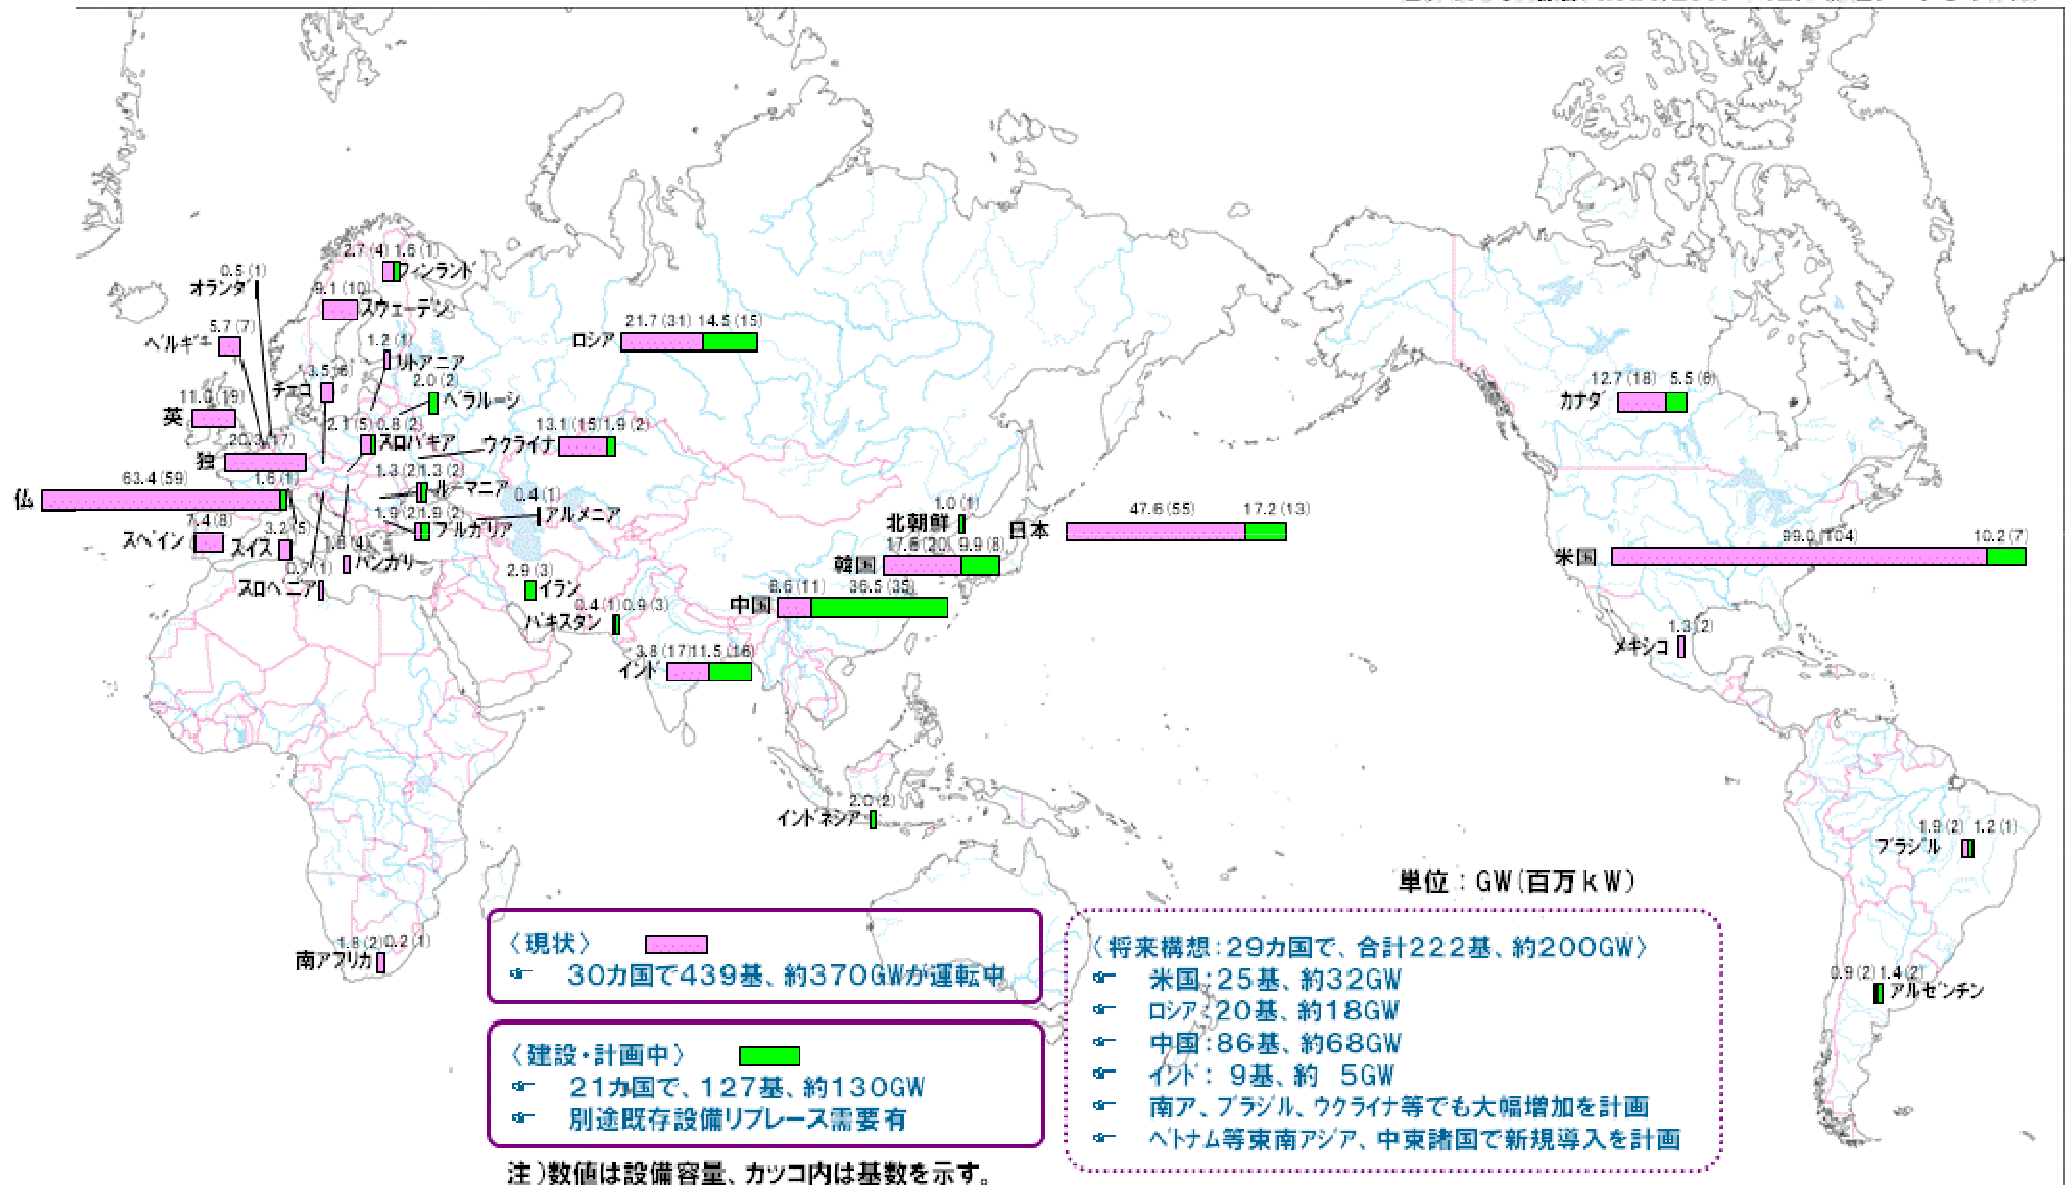 2.7(4) 1.6(1)
フィンランド
0.5(1)
オランダ
9.1(10)
スウェーデン
5.7(7)
ベルギー
21.7(31) 14.5(15)
ロシア
1.2(1)
リトアニア
3.5(6)
チェコ
2.0(2)
ベラルーシ
12.7(18) 5.5(6)
カナダ
11.0(19)
英
2.1(5) 0.8(2)
スロバキア
13.1(15) 1.9(2)
ウクライナ
20.3(17)
独
63.4(59) 1.6(1)
仏
1.3(2) 1.3(2)
ルーマニア
0.4(1)
アルメニア
1.0(1)
北朝鮮
47.6(55) 17.2(13)
日本
7.4(8)
スペイン
3.2(5)
スイス
1.9(2) 1.9(2)
ブルガリア
1.8(4)
ハンガリ
17.6(20) 9.9(8)
韓国
99.0(104) 10.2(7)
米国
0.7(1)
スロベニア
2.9(3)
イラン
8.6(11) 36.5(35)
中国
0.4(1) 0.9(3)
パキスタン
1.3(2)
メキシコ
3.8(17) 11.5(16)
インド
2.0(2)
インドネシア
1.9(2) 1.2(1)
ブラジル
単位：GW(百万kW)
1.8(2) 0.2(1)
南アフリカ
0.9(2) 1.4(2)
アルゼンチン
〈現状〉
☞ 30カ国で439基、約370GWが運転中
〈建設・計画中〉
☞ 21カ国で、127基、約130GW
☞ 別途既存設備リプレース需要有
〈将来構想：29カ国で、合計222基、約200GW〉
☞ 米国：25基、約32GW
☞ ロシア：20基、約18GW
☞ 中国：86基、約68GW
☞ インド： 9基、約 5GW
☞ 南ア、ブラジル、ウクライナ等でも大幅増加を計画
☞ ベトナム等東南アジア、中東諸国で新規導入を計画
注)数値は設備容量、カッコ内は基数を示す。